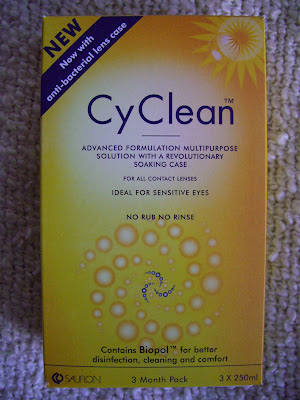 NEW
Now with
anti-bacterial lens case
CyClean™
ADVANCED FORMULATION MULTIPURPOSE
SOLUTION WITH A REVOLUTIONARY
SOAKING CASE
FOR ALL CONTACT LENSES
IDEAL FOR SENSITIVE EYES
NO RUB NO RINSE
Contains Biopol™ for better
disinfection, cleaning and comfort
SAUFLON
3 Month Pack
3 X 250ml